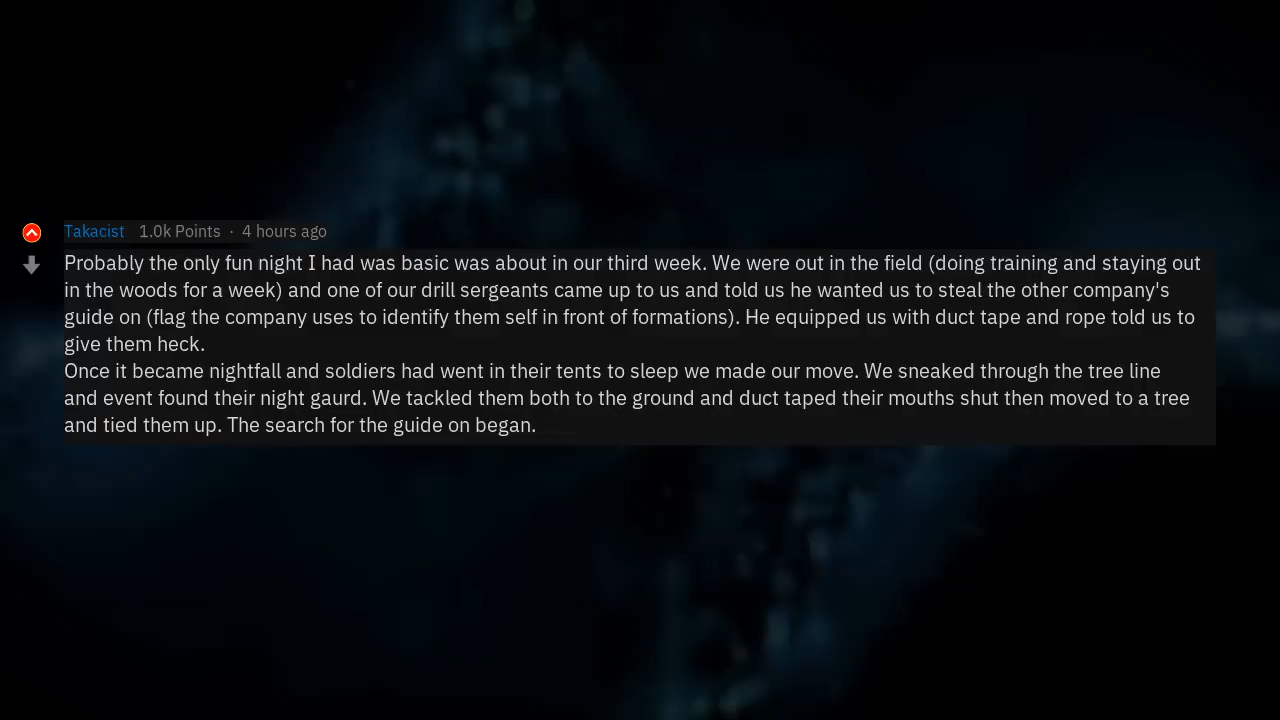 Takacist 1.0k Points · 4 hours ago
Probably the only fun night I had was basic was about in our third week. We were out in the field (doing training and staying out
in the woods for a week) and one of our drill sergeants came up to us and told us he wanted us to steal the other company's
guide on (flag the company uses to identify them self in front of formations). He equipped us with duct tape and rope told us to
give them heck.
Once it became nightfall and soldiers had went in their tents to sleep we made our move. We sneaked through the tree line
and event found their night gaurd. We tackled them both to the ground and duct taped their mouths shut then moved to a tree
and tied them up. The search for the guide on began.